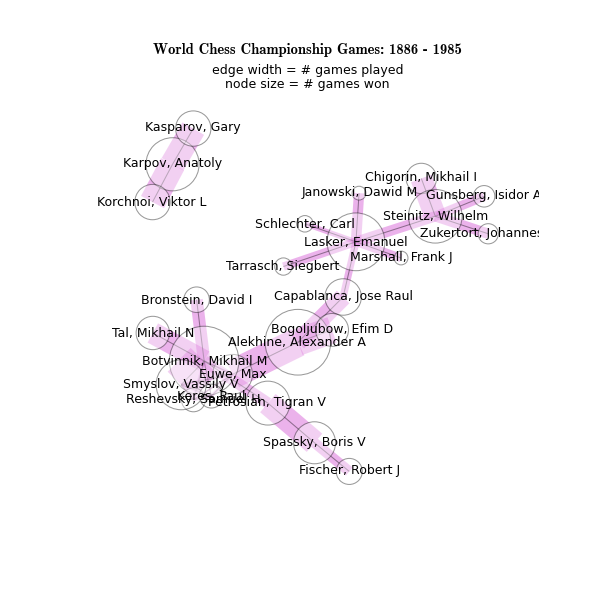 World Chess Championship Games: 1886 - 1985
edge width = # games played
node size = # games won
Kasparov, Gary
Karpov, Anatoly
Korchnoi, Viktor L
Chigorin, Mikhail I
Janowski, Dawid M
Gunsberg, Isidor A
Steinitz, Wilhelm
Schlechter, Carl
Zukertort, Johannes
Lasker, Emanuel
Marshall, Frank J
Tarrasch, Siegbert
Capablanca, Jose Raul
Bronstein, David I
Bogoljubow, Efim D
Tal, Mikhail N
Alekhine, Alexander A
Botvinnik, Mikhail M
Euwe, Max
Smyslov, Vassily V
Keres, Paul
Reshevsky, Samuel H
Petrosian, Tigran V
Spassky, Boris V
Fischer, Robert J